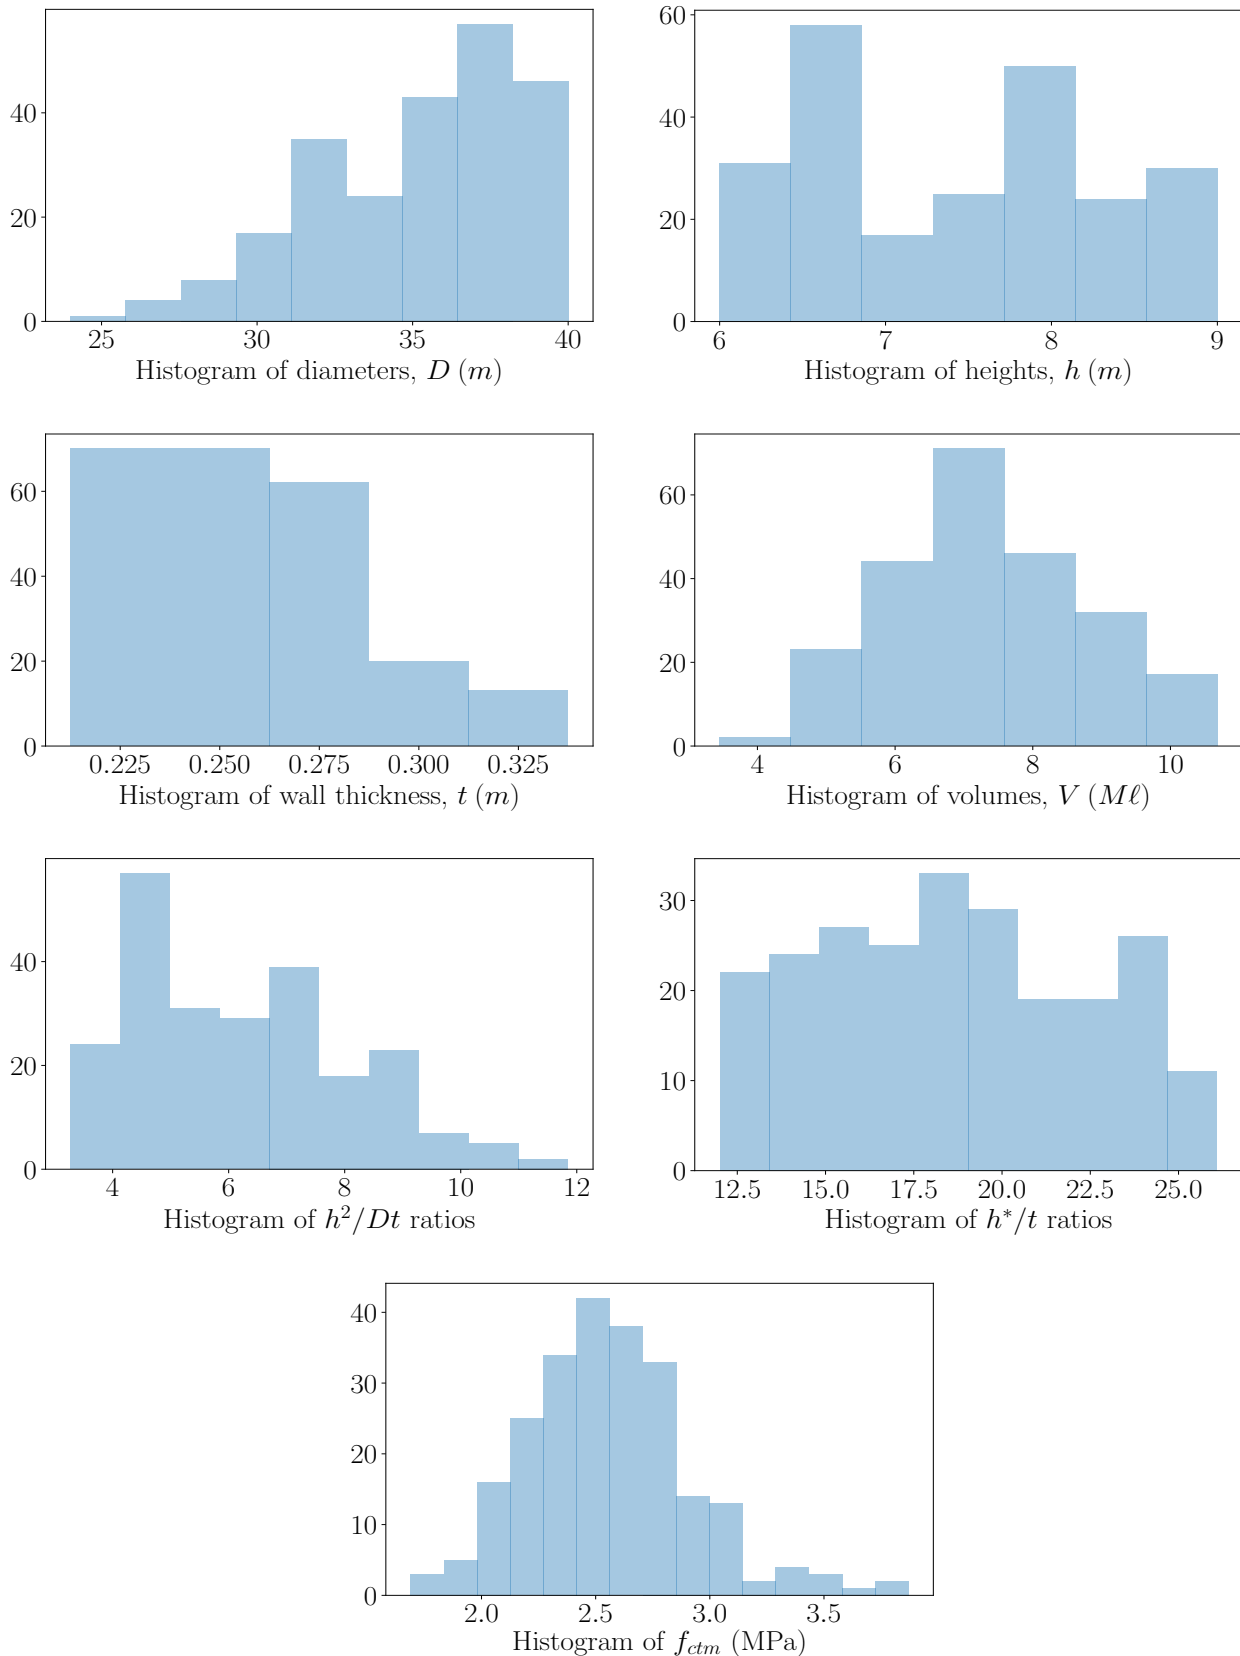 40
20
0
25 30 35 40
Histogram of diameters, D (m)
60
40
20
0
6 7 8 9
Histogram of heights, h (m)
60
40
20
0
0.225 0.250 0.275 0.300 0.325
Histogram of wall thickness, t (m)
60
40
20
0
4 6 8 10
Histogram of volumes, V (Mℓ)
40
20
0
4 6 8 10 12
Histogram of h²/Dt ratios
30
20
10
0
12.5 15.0 17.5 20.0 22.5 25.0
Histogram of h*/t ratios
40
30
20
10
0
2.0 2.5 3.0 3.5
Histogram of f_{ctm} (MPa)